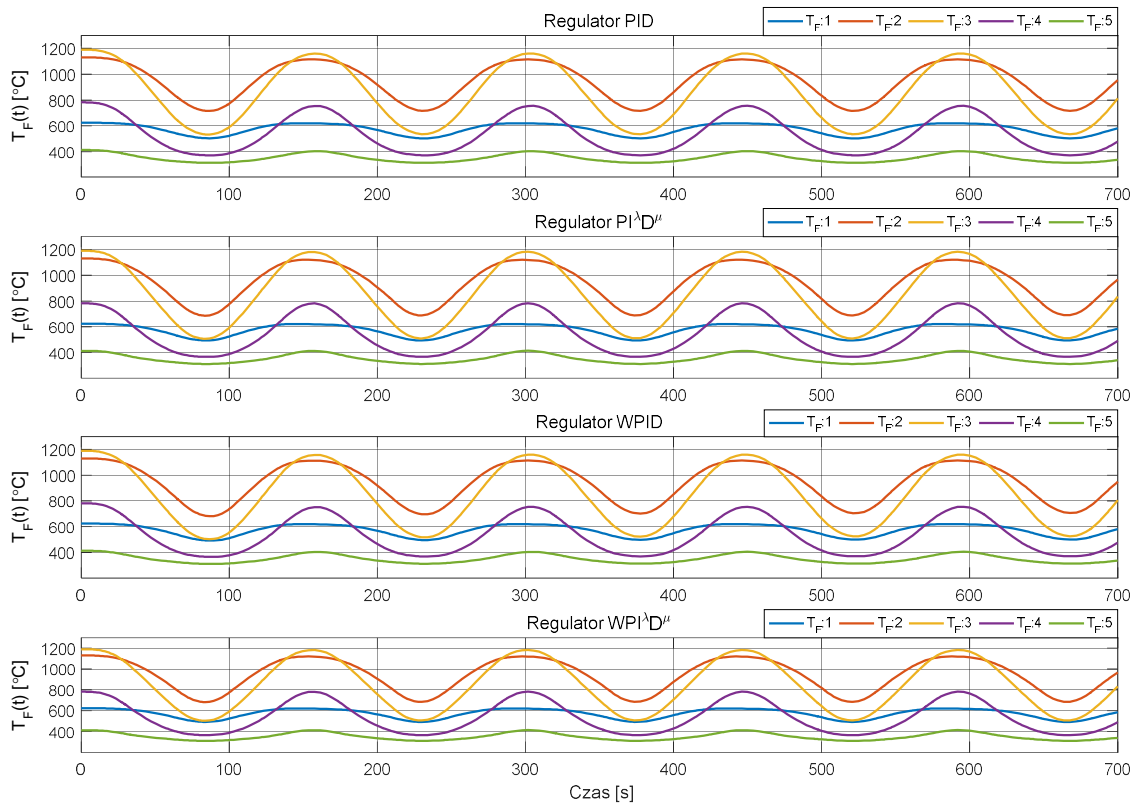 Regulator PID
T_F:1 T_F:2 T_F:3 T_F:4 T_F:5
1200
1000
800
600
400
T_F(t) [°C]
0 100 200 300 400 500 600 700
Regulator PI^λD^μ
T_F:1 T_F:2 T_F:3 T_F:4 T_F:5
1200
1000
800
600
400
T_F(t) [°C]
0 100 200 300 400 500 600 700
Regulator WPID
T_F:1 T_F:2 T_F:3 T_F:4 T_F:5
1200
1000
800
600
400
T_F(t) [°C]
0 100 200 300 400 500 600 700
Regulator WPI^λD^μ
T_F:1 T_F:2 T_F:3 T_F:4 T_F:5
1200
1000
800
600
400
T_F(t) [°C]
0 100 200 300 400 500 600 700
Czas [s]